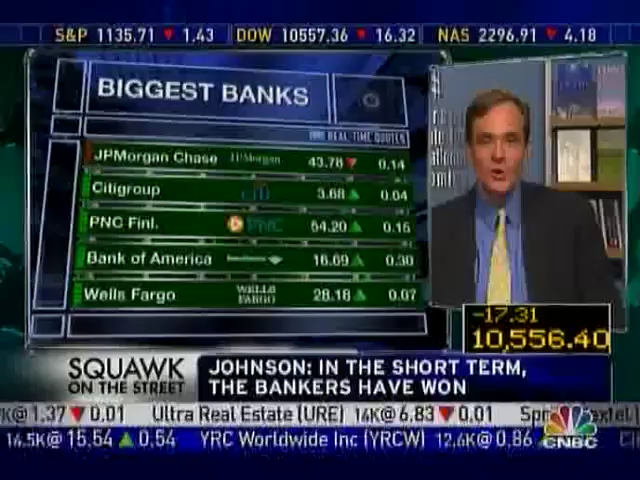 S&P 1135.71 ▼ 1.43 DOW 10557.36 ▼ 16.32 NAS 2296.91 ▼ 4.18
BIGGEST BANKS
REAL-TIME QUOTES
JPMorgan Chase JPMorgan 43.78 ▼ 0.14
Citigroup citi 3.68 ▲ 0.04
PNC Finl. PNC 54.20 ▲ 0.15
Bank of America 16.69 ▲ 0.30
Wells Fargo WELLS FARGO 28.18 ▲ 0.07
-17.31
10,556.40
SQUAWK ON THE STREET
JOHNSON: IN THE SHORT TERM,
THE BANKERS HAVE WON
K@ 1.37 ▼ 0.01 Ultra Real Estate (URE) 14K@ 6.83 ▼ 0.01
14.5K@ 15.54 ▲ 0.54 YRC Worldwide Inc (YRCW) 12.6K@ 0.86
CNBC